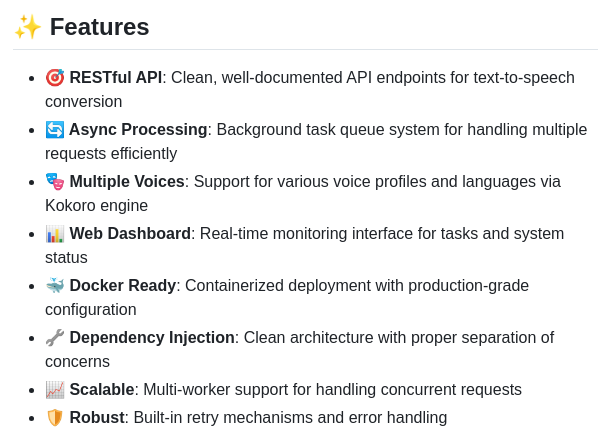 ✨ Features
• 🎯 RESTful API: Clean, well-documented API endpoints for text-to-speech
conversion
• 🔄 Async Processing: Background task queue system for handling multiple
requests efficiently
• 🎭 Multiple Voices: Support for various voice profiles and languages via
Kokoro engine
• 📊 Web Dashboard: Real-time monitoring interface for tasks and system
status
• 🐳 Docker Ready: Containerized deployment with production-grade
configuration
• 🔧 Dependency Injection: Clean architecture with proper separation of
concerns
• 📈 Scalable: Multi-worker support for handling concurrent requests
• 🛡️ Robust: Built-in retry mechanisms and error handling